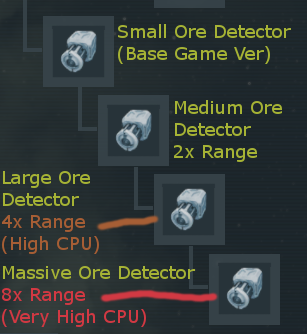 Small Ore Detector
(Base Game Ver)
Medium Ore
Detector
2x Range
Large Ore
Detector
4x Range
(High CPU)
Massive Ore Detector
8x Range
(Very High CPU)